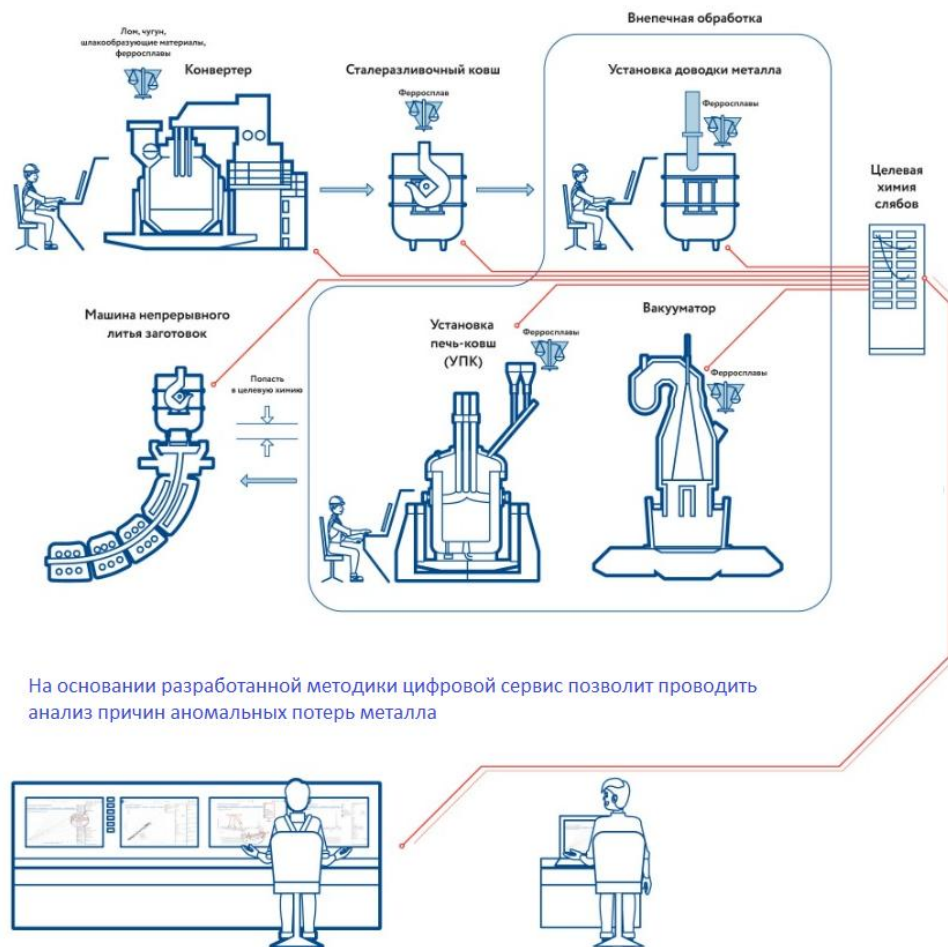 Внепечная обработка
Лом, чугун,
шлакообразующие материалы,
ферросплавы
Конвертер
Сталеразливочный ковш
Ферросплав
Установка доводки металла
Ферросплавы
Целевая
химия
слябов
Машина непрерывного
литья заготовок
Попасть
в целевую химию
Установка
печь-ковш
(УПК)
Ферросплавы
Вакууматор
Ферросплавы
На основании разработанной методики цифровой сервис позволит проводить
анализ причин аномальных потерь металла